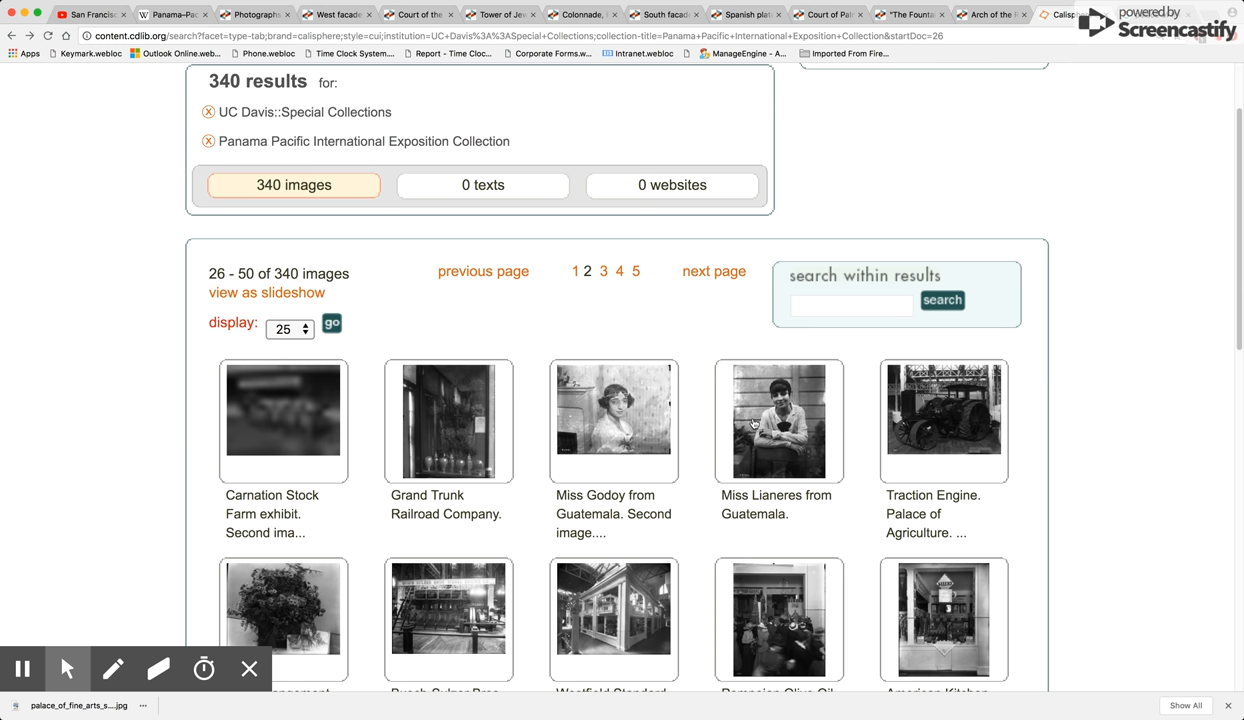 San Francisc
Panama–Pac
Photographs
West facade
Court of the
Tower of Jew
Colonnade,
South facad
Spanish plat
Court of Pal
"The Founta
Arch of the R
Calisphe
powered by
Screencastify
content.cdlib.org/search?facet=type-tab;brand=calisphere;style=cui;institution=UC+Davis%3A%3ASpecial+Collections;collection-title=Panama+Pacific+International+Exposition+Collection&startDoc=26
Apps
Keymark.webloc
Outlook Online.web...
Phone.webloc
Time Clock System....
Report - Time Cloc...
Corporate Forms.w...
Intranet.webloc
ManageEngine - A...
Imported From Fire...
340 results for:
UC Davis::Special Collections
Panama Pacific International Exposition Collection
340 images
0 texts
0 websites
26 - 50 of 340 images
previous page
1 2 3 4 5
next page
search within results
view as slideshow
search
display:
25
go
Carnation Stock
Farm exhibit.
Second ima...
Grand Trunk
Railroad Company.
Miss Godoy from
Guatemala. Second
image....
Miss Lianeres from
Guatemala.
Traction Engine.
Palace of
Agriculture. ...
palace_of_fine_arts_s....jpg
Show All